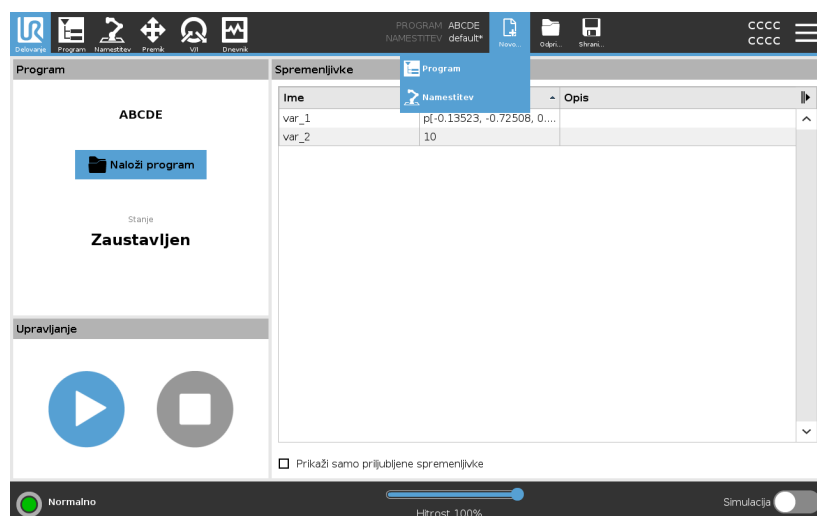 UR
Delovanje
Program
Namestitev
Premik
V/I
Dnevnik
PROGRAM ABCDE
NAMESTITEV default*
Novo...
Odpri...
Shrani...
cccc
cccc
Program
Namestitev
Program
ABCDE
Naloži program
Stanje
Zaustavljen
Upravljanje
Spremenljivke
Ime
Opis
var_1 p[-0.13523, -0.72508, 0....
var_2 10
Prikaži samo priljubljene spremenljivke
Normalno
Hitrost 100%
Simulacija